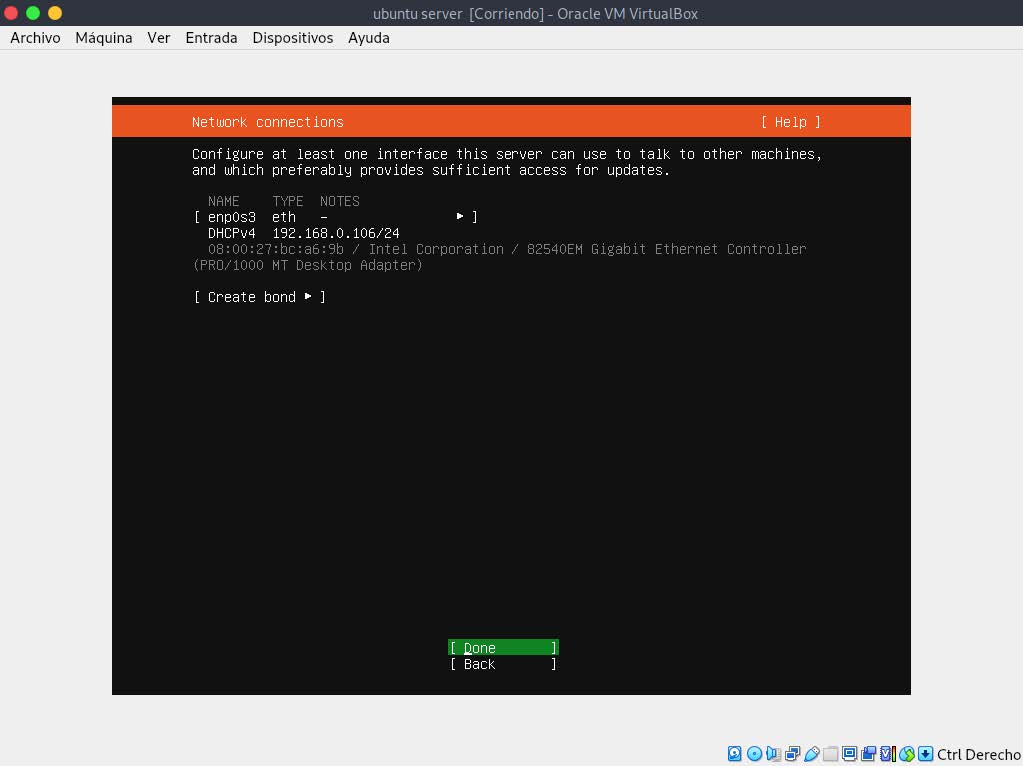 ubuntu server [Corriendo] - Oracle VM VirtualBox
Archivo Máquina Ver Entrada Dispositivos Ayuda
Network connections [ Help ]
Configure at least one interface this server can use to talk to other machines,
and which preferably provides sufficient access for updates.
NAME TYPE NOTES
[ enp0s3 eth – ▸ ]
DHCPv4 192.168.0.106/24
08:00:27:bc:a6:9b / Intel Corporation / 82540EM Gigabit Ethernet Controller
(PRO/1000 MT Desktop Adapter)
[ Create bond ▸ ]
[ Done ]
[ Back ]
Ctrl Derecho